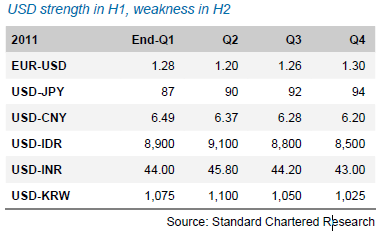 USD strength in H1, weakness in H2
2011 End-Q1 Q2 Q3 Q4
EUR-USD 1.28 1.20 1.26 1.30
USD-JPY 87 90 92 94
USD-CNY 6.49 6.37 6.28 6.20
USD-IDR 8,900 9,100 8,800 8,500
USD-INR 44.00 45.80 44.20 43.00
USD-KRW 1,075 1,100 1,050 1,025
Source: Standard Chartered Research